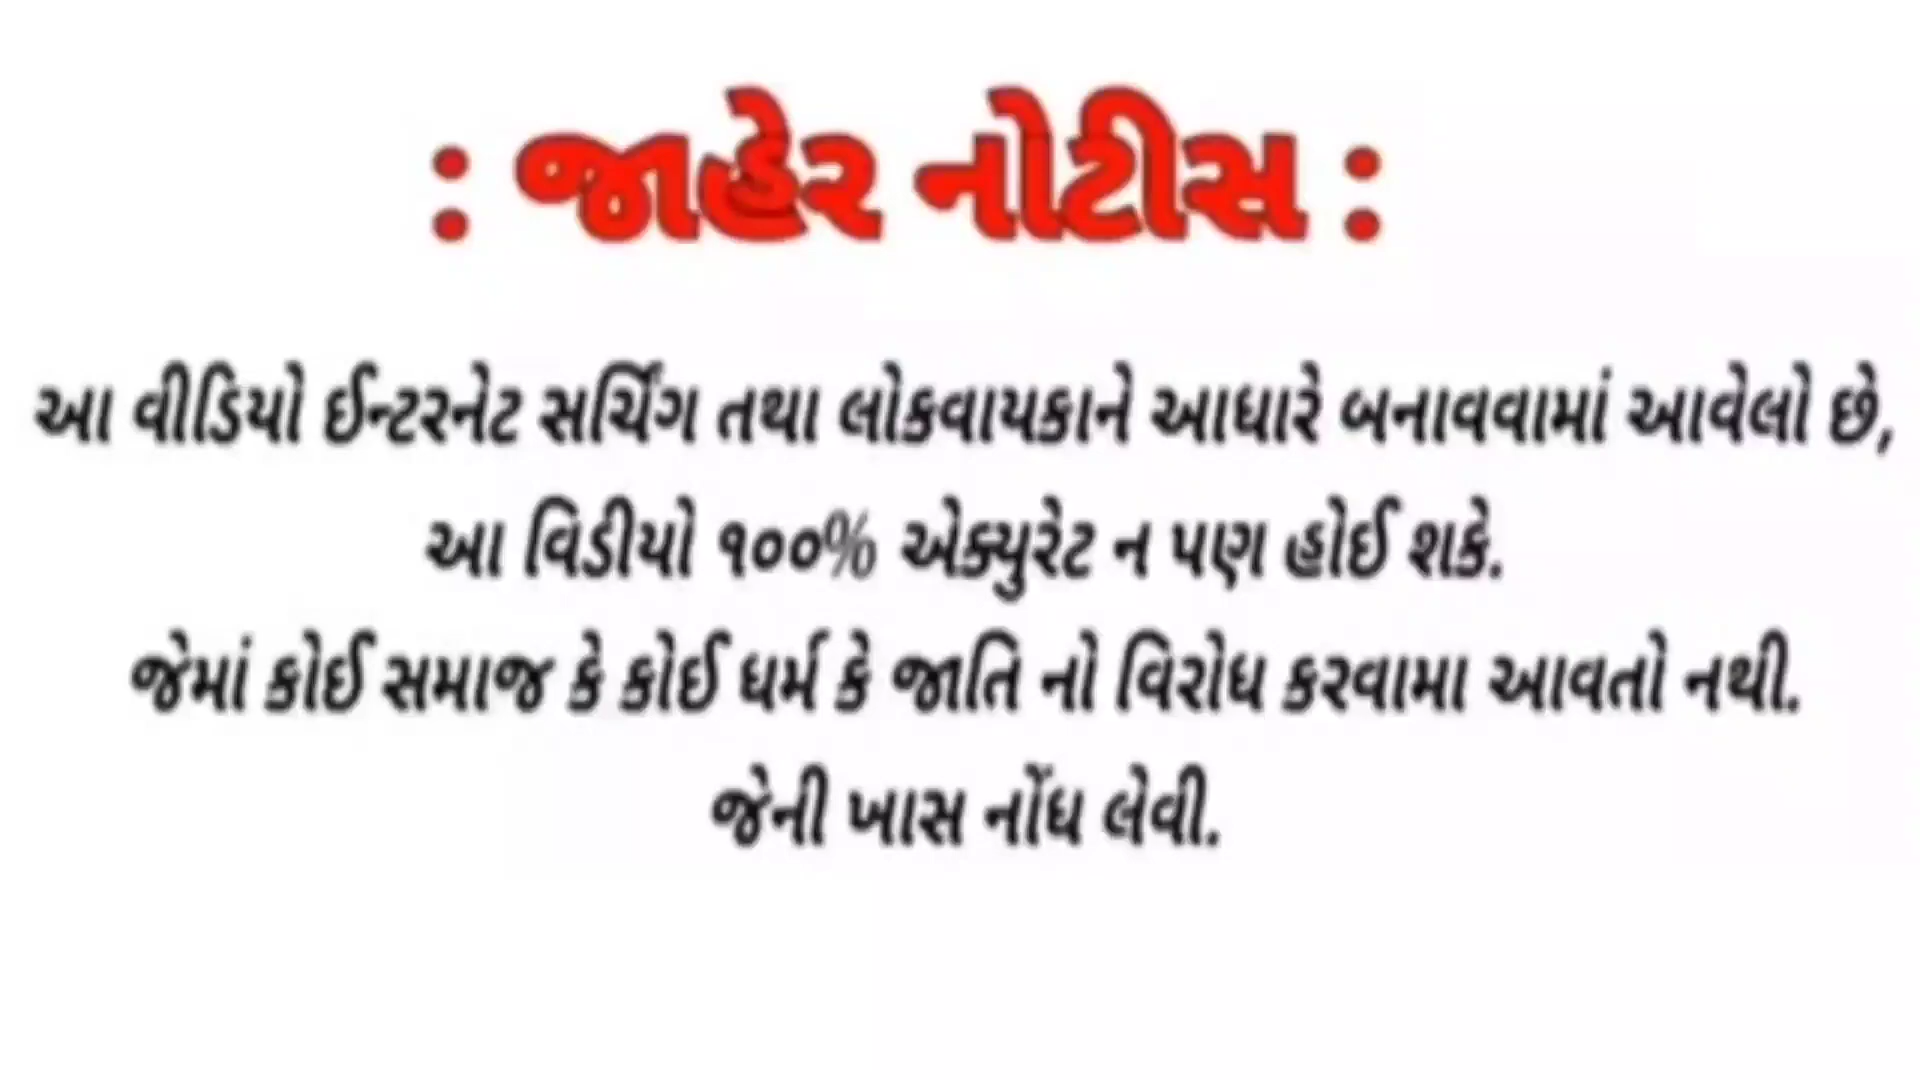 : જાહેર નોટીસ :
આ વીડિયો ઈન્ટરનેટ સર્ચિંગ તથા લોકવાયકાને આધારે બનાવવામાં આવેલો છે,
આ વિડીયો ૧૦૦% એક્યુરેટ ન પણ હોઈ શકે.
જેમાં કોઈ સમાજ કે કોઈ ધર્મ કે જાતિ નો વિરોધ કરવામા આવતો નથી.
જેની ખાસ નોંધ લેવી.